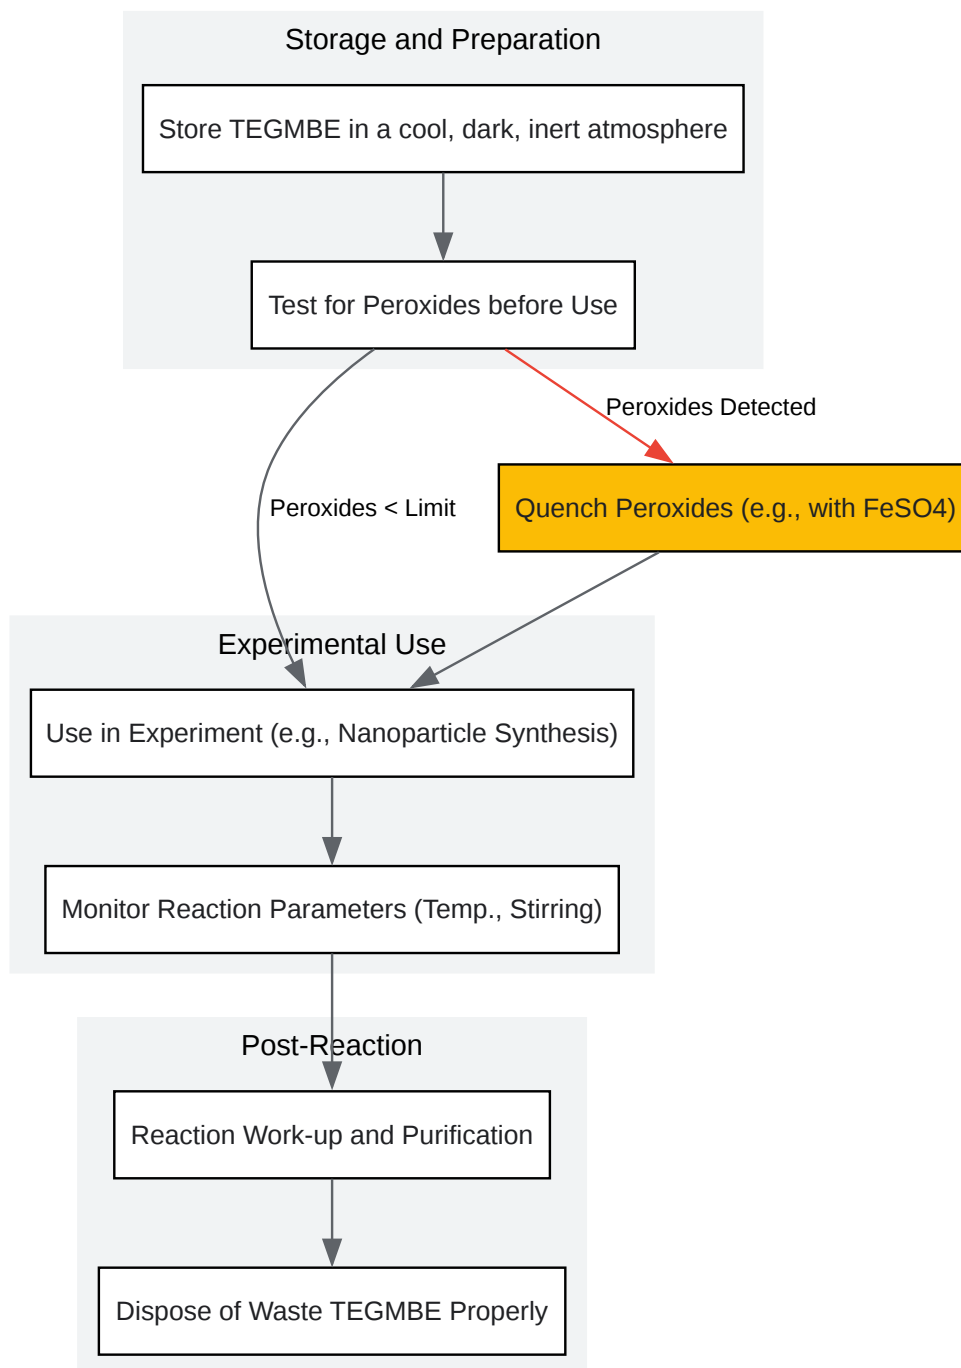 Storage and Preparation
Store TEGMBE in a cool, dark, inert atmosphere
Test for Peroxides before Use
Peroxides Detected
Peroxides < Limit
Quench Peroxides (e.g., with FeSO4)
Experimental Use
Use in Experiment (e.g., Nanoparticle Synthesis)
Monitor Reaction Parameters (Temp., Stirring)
Post-Reaction
Reaction Work-up and Purification
Dispose of Waste TEGMBE Properly